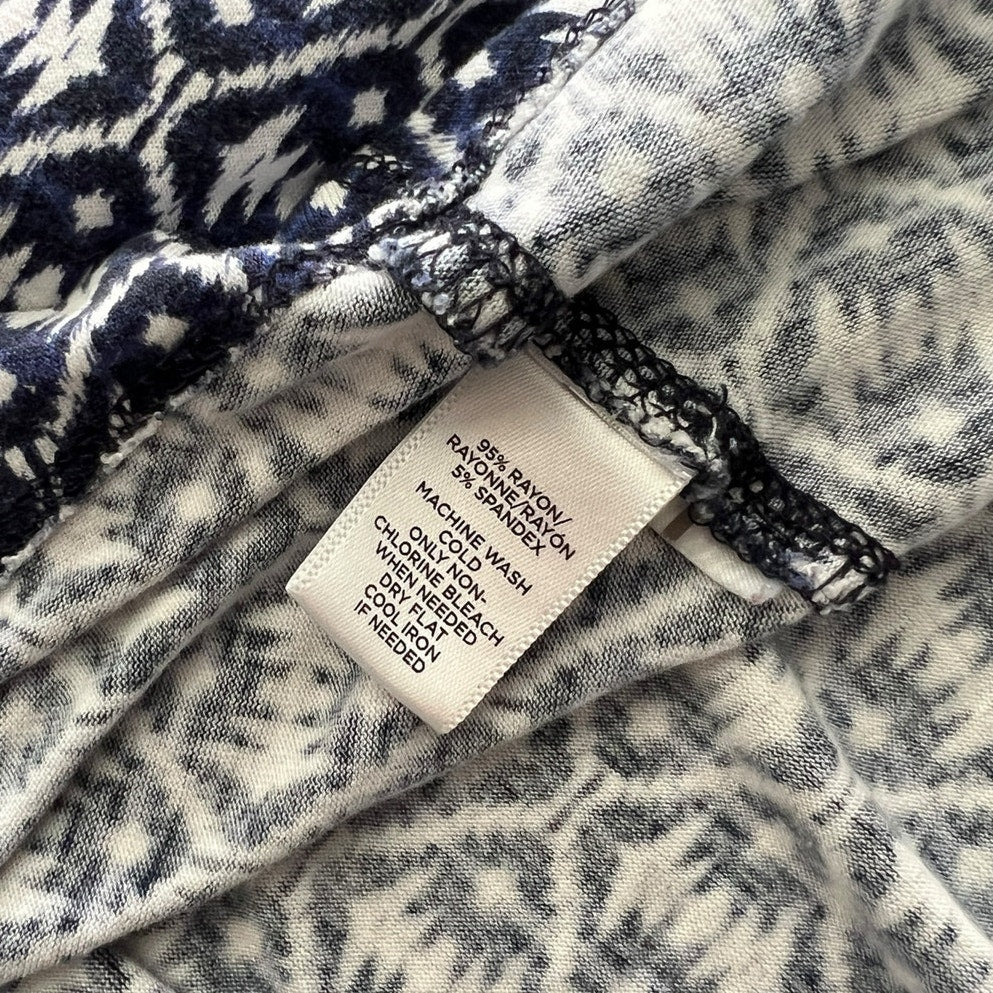 95% RAYON/
RAYONNE/RAYÓN
5% SPANDEX
MACHINE WASH
COLD
ONLY NON-
CHLORINE BLEACH
WHEN NEEDED
DRY FLAT
COOL IRON
IF NEEDED